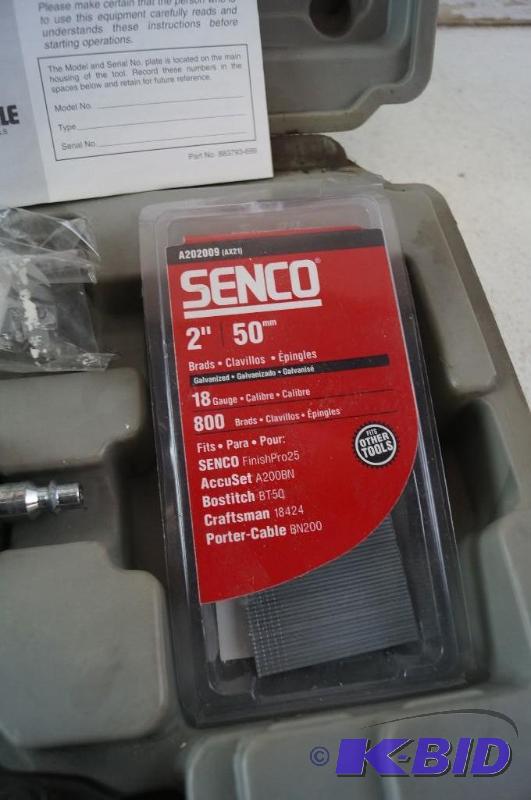 Please make certain that the person who is
to use this equipment carefully reads and
understands these instructions before
starting operations.
The Model and Serial No. plate is located on the main
housing of the tool. Record these numbers in the
spaces below and retain for future reference.
Model No.
Type
Serial No.
Part No.
A202009 (AX21)
SENCO®
2" 50mm
Brads • Clavillos • Épingles
Galvanized • Galvanizado • Galvanisé
18 Gauge • Calibre • Calibre
800 Brads • Clavillos • Épingles
Fits • Para • Pour:
SENCO FinishPro25
AccuSet A200BN
Bostitch BT50
Craftsman 18424
Porter-Cable BN200
FITS
OTHER
TOOLS
© K-BID